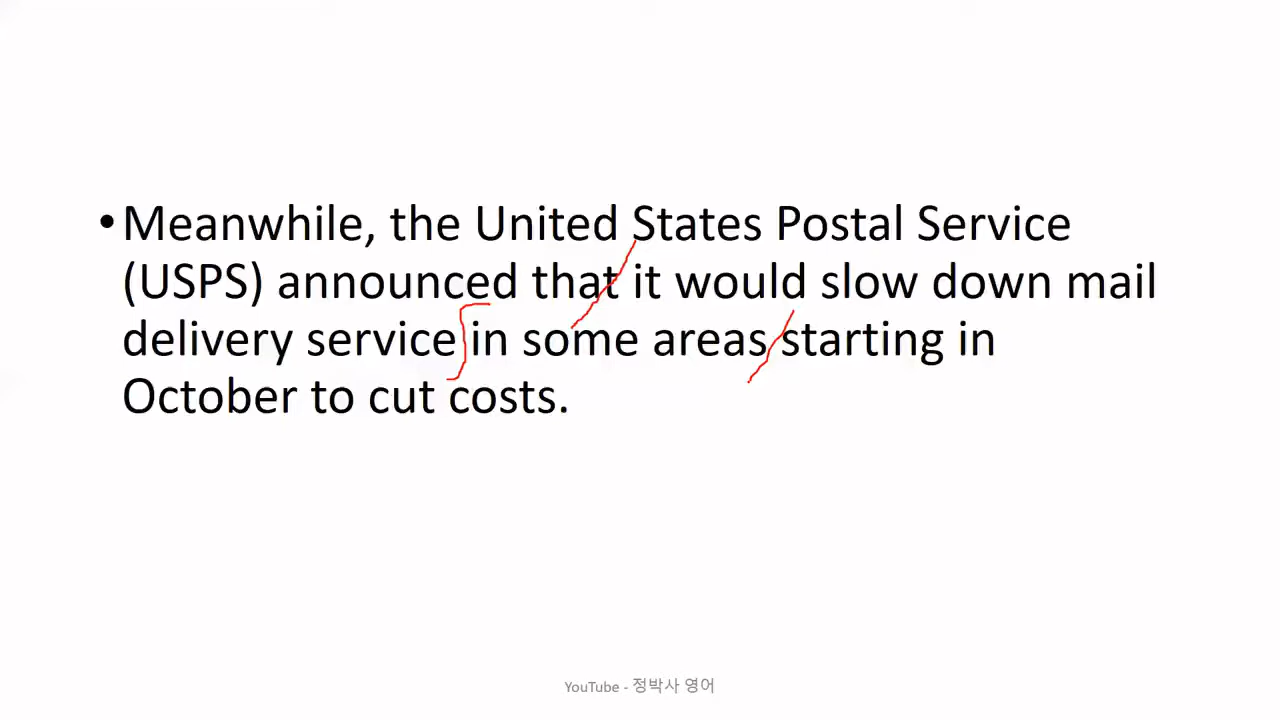 •Meanwhile, the United States Postal Service
(USPS) announced that it would slow down mail
delivery service in some areas starting in
October to cut costs.
YouTube - 정박사 영어